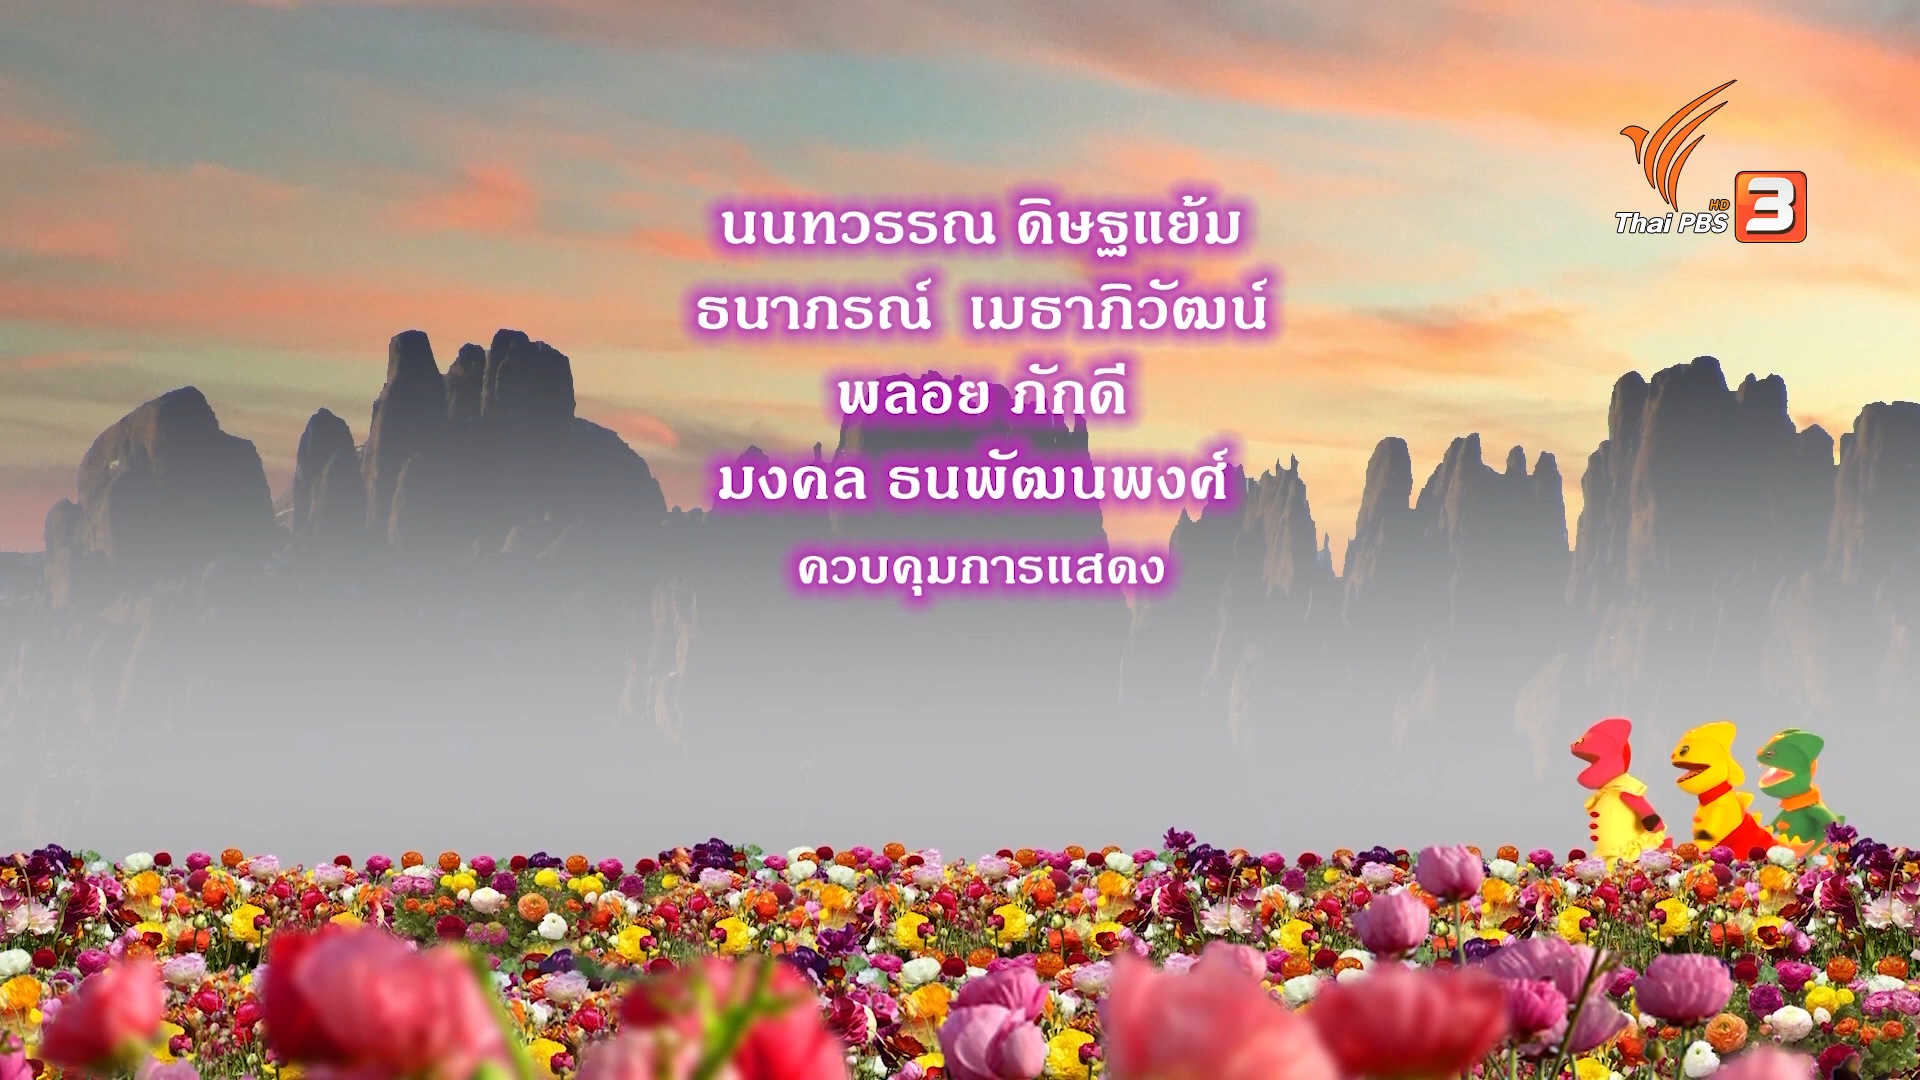 นนทวรรณ ดิษฐแย้ม
ธนาภรณ์ เมธาภิวัฒน์
พลอย ภักดี
มงคล ธนพัฒนพงศ์
ควบคุมการแสดง
HD
Thai PBS 3